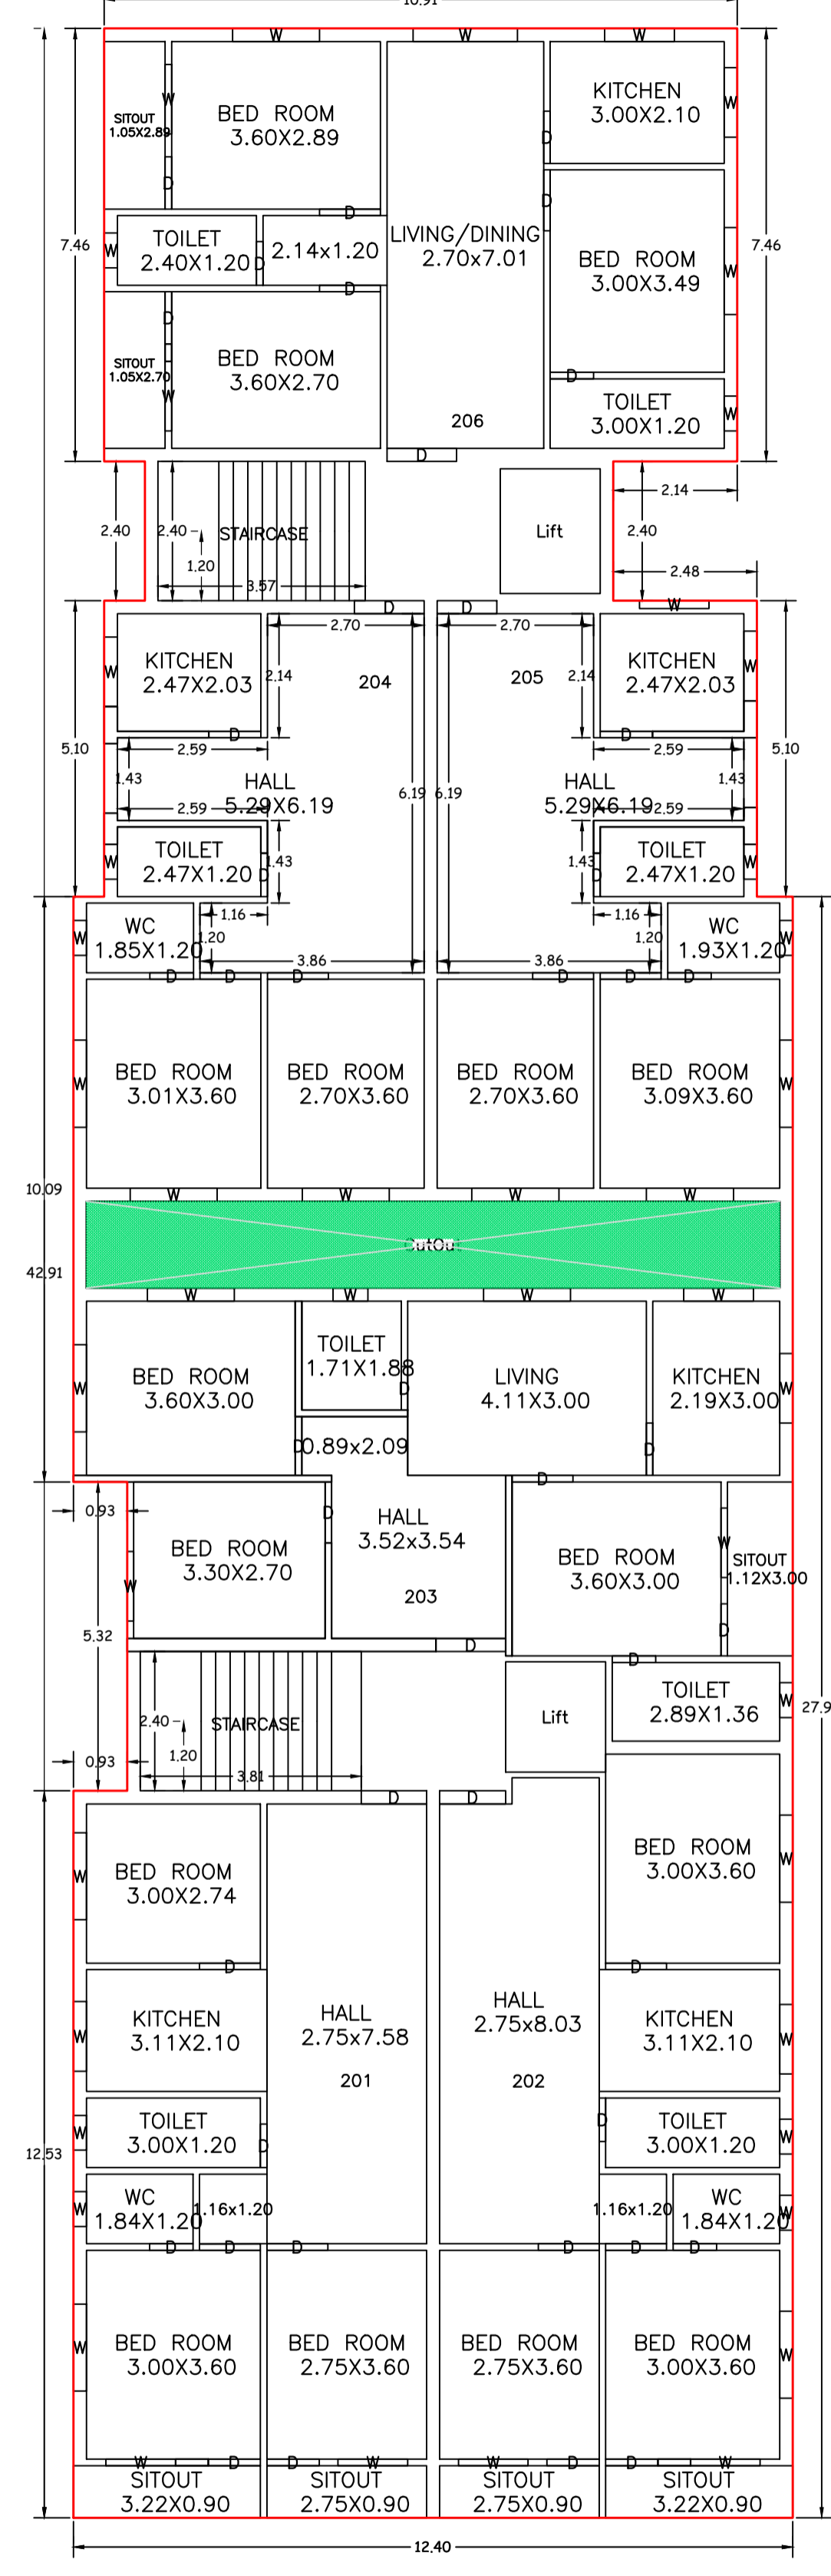 10.91
W
W
W
SITOUT
1.05X2.89
W
D
BED ROOM
3.60X2.89
KITCHEN
3.00X2.10
W
D
D
7.46
7.46
W
TOILET
2.40X1.20
D
D
2.14x1.20
D
LIVING/DINING
2.70x7.01
BED ROOM
3.00X3.49
W
SITOUT
1.05X2.70
D
W
BED ROOM
3.60X2.70
206
D
D
TOILET
3.00X1.20
W
2.40
2.40
STAIRCASE
1.20
3.57
Lift
2.14
2.40
2.48
D
D
W
2.70
2.70
KITCHEN
2.47X2.03
W
2.14
204
205
2.14
KITCHEN
2.47X2.03
W
5.10
5.10
D
2.59
D
2.59
1.43
HALL
5.29X6.19
2.59
6.19
6.19
HALL
5.29X6.19
2.59
1.43
TOILET
2.47X1.20
W
D
1.43
1.43
D
TOILET
2.47X1.20
W
WC
1.85X1.20
W
1.16
1.20
3.86
1.16
1.20
3.86
WC
1.93X1.20
W
D
D
D
D
D
D
BED ROOM
3.01X3.60
W
BED ROOM
2.70X3.60
BED ROOM
2.70X3.60
BED ROOM
3.09X3.60
W
W
W
W
W
10.09
42.91
W
W
W
W
BED ROOM
3.60X3.00
W
TOILET
1.71X1.88
D
LIVING
4.11X3.00
KITCHEN
2.19X3.00
W
D
0.89x2.09
D
D
0.93
BED ROOM
3.30X2.70
W
D
HALL
3.52x3.54
203
BED ROOM
3.60X3.00
W
D
SITOUT
1.12X3.00
5.32
D
D
2.40
STAIRCASE
1.20
3.81
0.93
Lift
TOILET
2.89X1.36
W
27.9
D
D
BED ROOM
3.00X2.74
W
BED ROOM
3.00X3.60
W
D
D
KITCHEN
3.11X2.10
W
HALL
2.75x7.58
201
HALL
2.75x8.03
202
KITCHEN
3.11X2.10
W
12.53
TOILET
3.00X1.20
W
D
D
TOILET
3.00X1.20
W
WC
1.84X1.20
W
1.16x1.20
1.16x1.20
WC
1.84X1.20
W
D
D
D
D
D
D
BED ROOM
3.00X3.60
W
BED ROOM
2.75X3.60
BED ROOM
2.75X3.60
BED ROOM
3.00X3.60
W
W
D
D
W
W
D
D
W
SITOUT
3.22X0.90
SITOUT
2.75X0.90
SITOUT
2.75X0.90
SITOUT
3.22X0.90
12.40